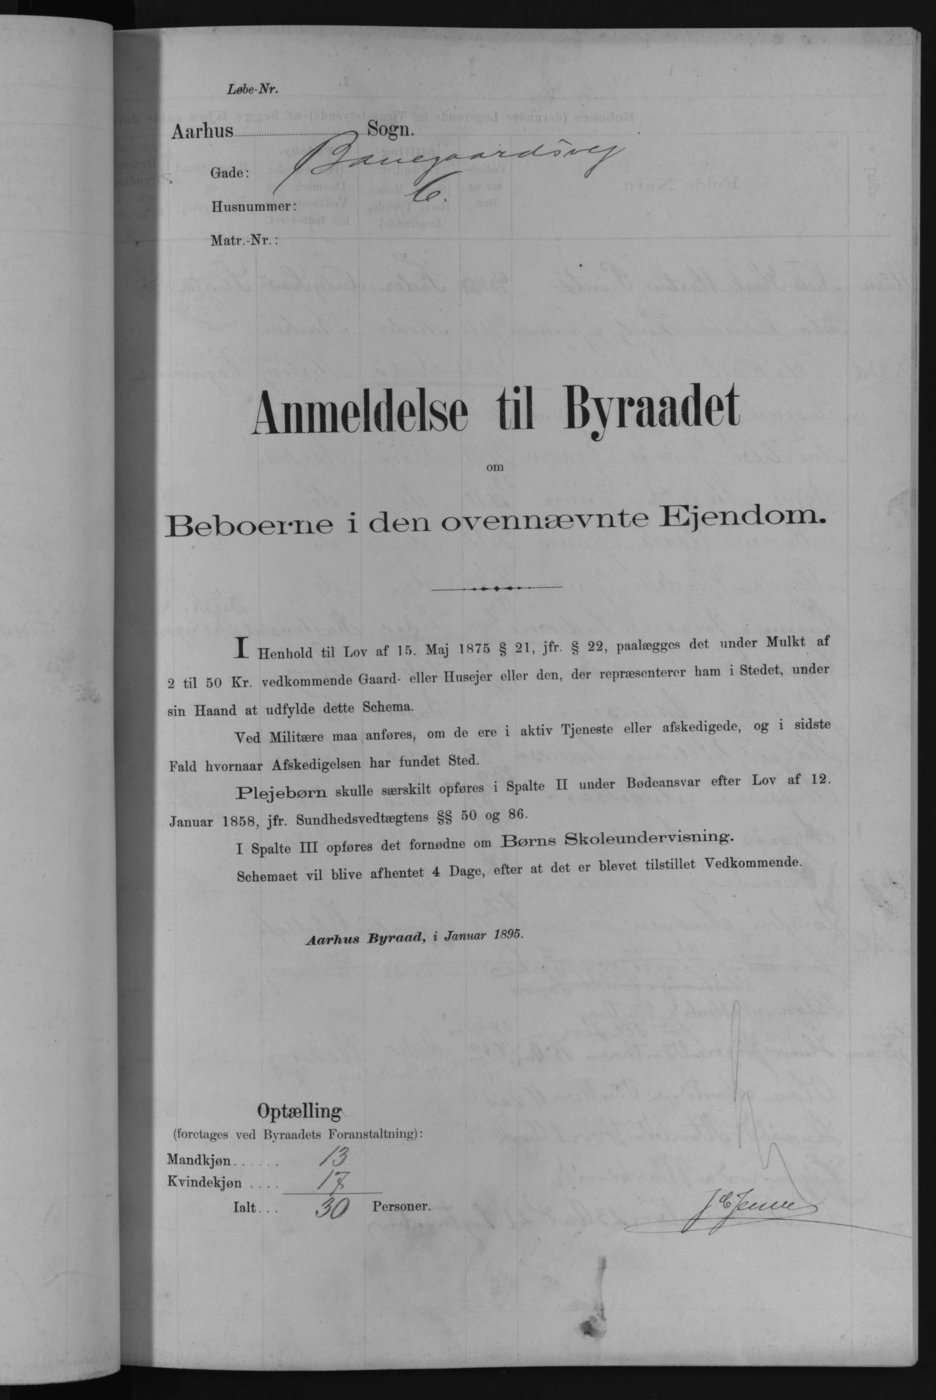 Løbe-Nr.
Aarhus Sogn.
Gade: Banegaardsvej
Husnummer: 6.
Matr.-Nr.:
Anmeldelse til Byraadet
om
Beboerne i den ovennævnte Ejendom.
I Henhold til Lov af 15. Maj 1875 § 21, jfr. § 22, paalægges det under Mulkt af
2 til 50 Kr. vedkommende Gaard- eller Husejer eller den, der repræsenterer ham i Stedet, under
sin Haand at udfylde dette Schema.
Ved Militære maa anføres, om de ere i aktiv Tjeneste eller afskedigede, og i sidste
Fald hvornaar Afskedigelsen har fundet Sted.
Plejebørn skulle særskilt opføres i Spalte II under Bødeansvar efter Lov af 12.
Januar 1858, jfr. Sundhedsvedtægtens §§ 50 og 86.
I Spalte III opføres det fornødne om Børns Skoleundervisning.
Schemaet vil blive afhentet 4 Dage, efter at det er blevet tilstillet Vedkommende.
Aarhus Byraad, i Januar 1895.
Optælling
(foretages ved Byraadets Foranstaltning):
Mandkjøn...... 13
Kvindekjøn .... 17
Ialt... 30 Personer.